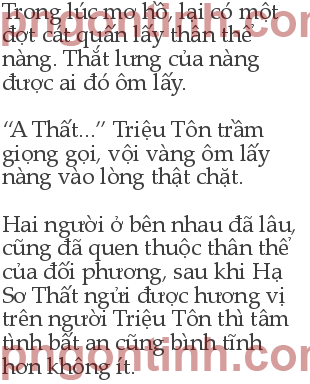 Trong lúc mơ hồ, lại có một
đợt cát quấn lấy thân thể
nàng. Thắt lưng của nàng
được ai đó ôm lấy.
“A Thất...” Triệu Tôn trầm
giọng gọi, vội vàng ôm lấy
nàng vào lòng thật chặt.
Hai người ở bên nhau đã lâu,
cũng đã quen thuộc thân thể
của đối phương, sau khi Hạ
Sơ Thất ngửi được hương vị
trên người Triệu Tôn thì tâm
tình bất an cũng bình tĩnh
hơn không ít.
pngontinh.com
pngontinh.com